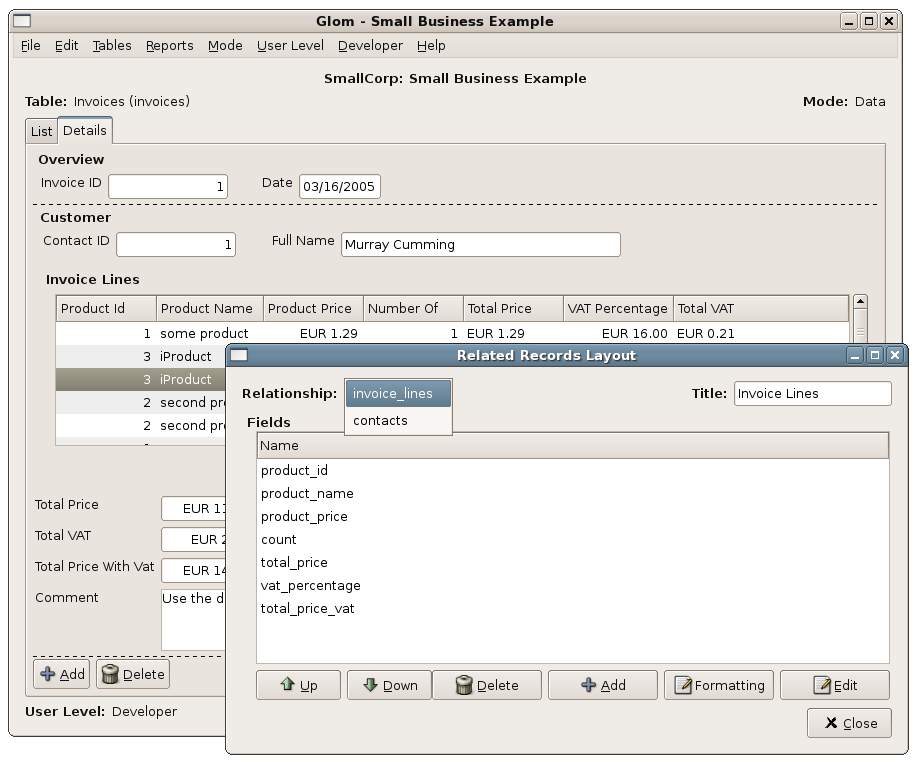 Glom - Small Business Example
File Edit Tables Reports Mode User Level Developer Help
SmallCorp: Small Business Example
Table: Invoices (invoices) Mode: Data
List Details
Overview
Invoice ID 1 Date 03/16/2005
Customer
Contact ID 1 Full Name Murray Cumming
Invoice Lines
Product Id Product Name Product Price Number Of Total Price VAT Percentage Total VAT
1 some product EUR 1.29 1 EUR 1.29 EUR 16.00 EUR 0.21
3 iProduct
3 iProduct
2 second pr
2 second pr
Total Price EUR 11
Total VAT EUR 2
Total Price With Vat EUR 14
Comment Use the d
Add Delete
User Level: Developer
Related Records Layout
Relationship: invoice_lines Title: Invoice Lines
contacts
Fields
Name
product_id
product_name
product_price
count
total_price
vat_percentage
total_price_vat
Up Down Delete Add Formatting Edit
Close